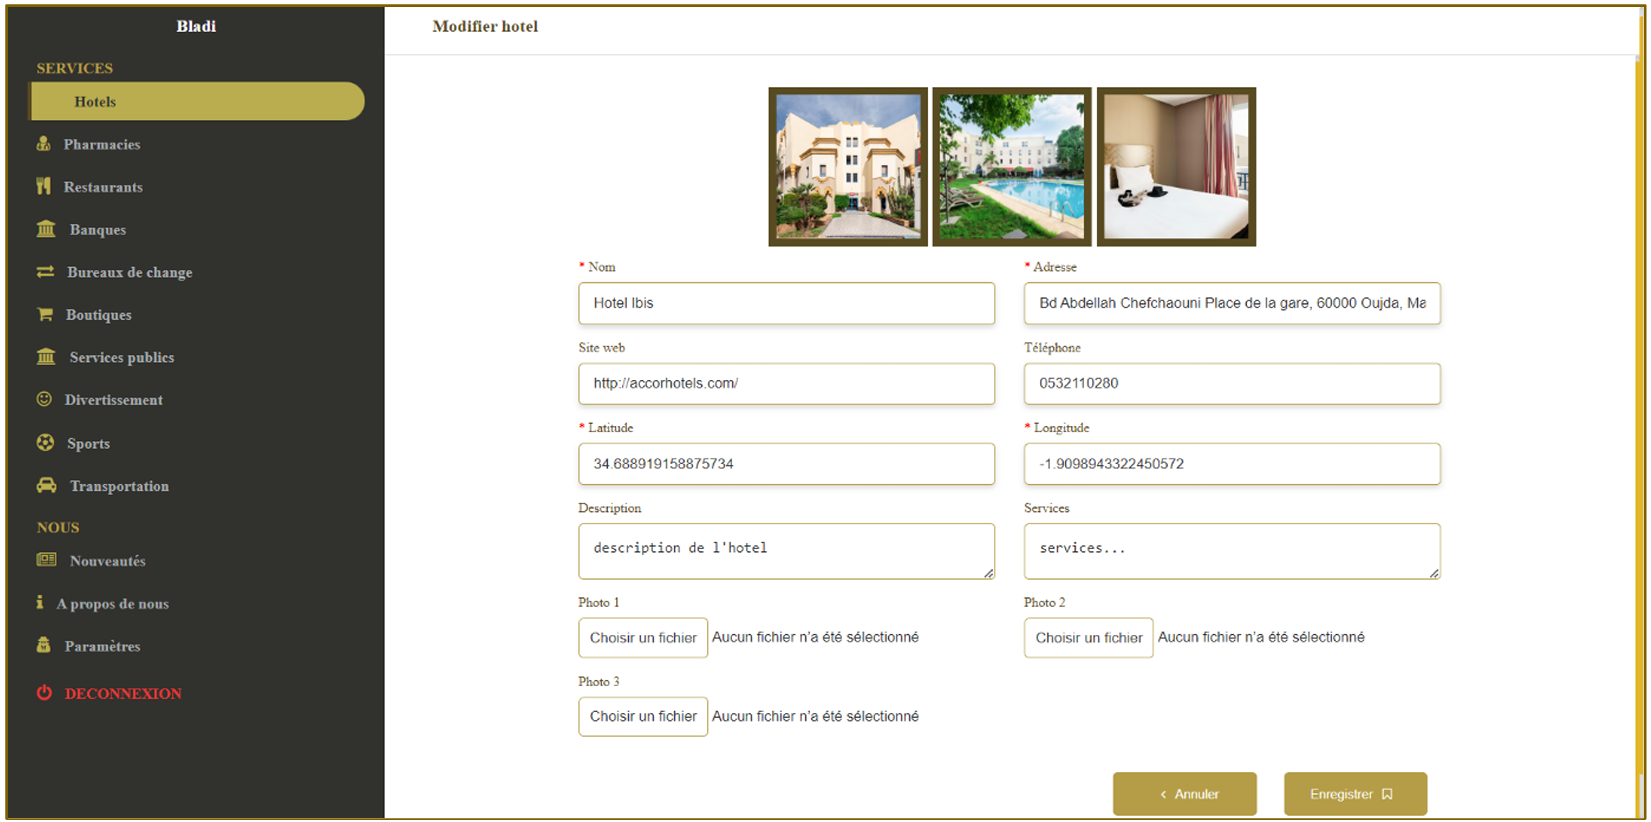 Bladi
SERVICES
Hotels
Pharmacies
Restaurants
Banques
Bureaux de change
Boutiques
Services publics
Divertissement
Sports
Transportation
NOUS
Nouveautés
A propos de nous
Paramètres
DECONNEXION
Modifier hotel
* Nom
Hotel Ibis
* Adresse
Bd Abdellah Chefchaouni Place de la gare, 60000 Oujda, Ma
Site web
http://accorhotels.com/
Téléphone
0532110280
* Latitude
34.688919158875734
* Longitude
-1.9098943322450572
Description
description de l'hotel
Services
services...
Photo 1
Choisir un fichier Aucun fichier n'a été sélectionné
Photo 2
Choisir un fichier Aucun fichier n'a été sélectionné
Photo 3
Choisir un fichier Aucun fichier n'a été sélectionné
< Annuler
Enregistrer